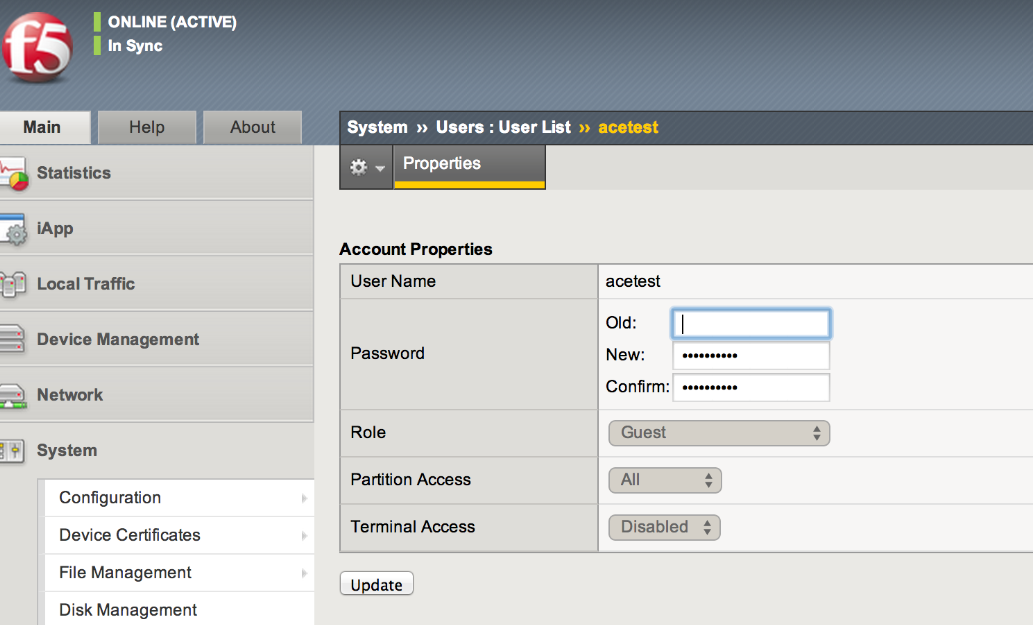 f5
ONLINE (ACTIVE)
In Sync
Main
Help
About
Statistics
iApp
Local Traffic
Device Management
Network
System
Configuration
Device Certificates
File Management
Disk Management
System ›› Users : User List ›› acetest
Properties
Account Properties
User Name acetest
Password
Old:
New: ••••••••••
Confirm: ••••••••••
Role Guest
Partition Access All
Terminal Access Disabled
Update